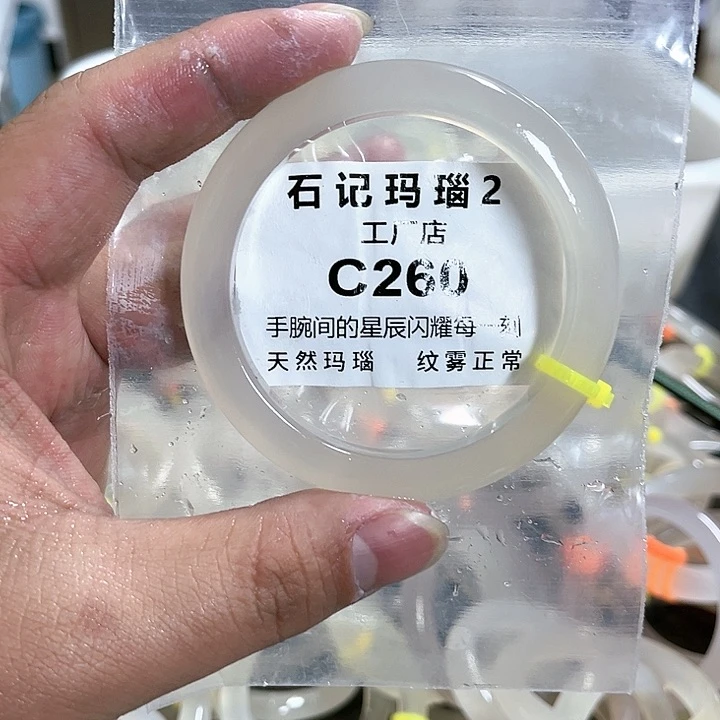 石记玛瑙2
工厂店
C260
手腕间的星辰闪耀每一刻
天然玛瑙 纹雾正常